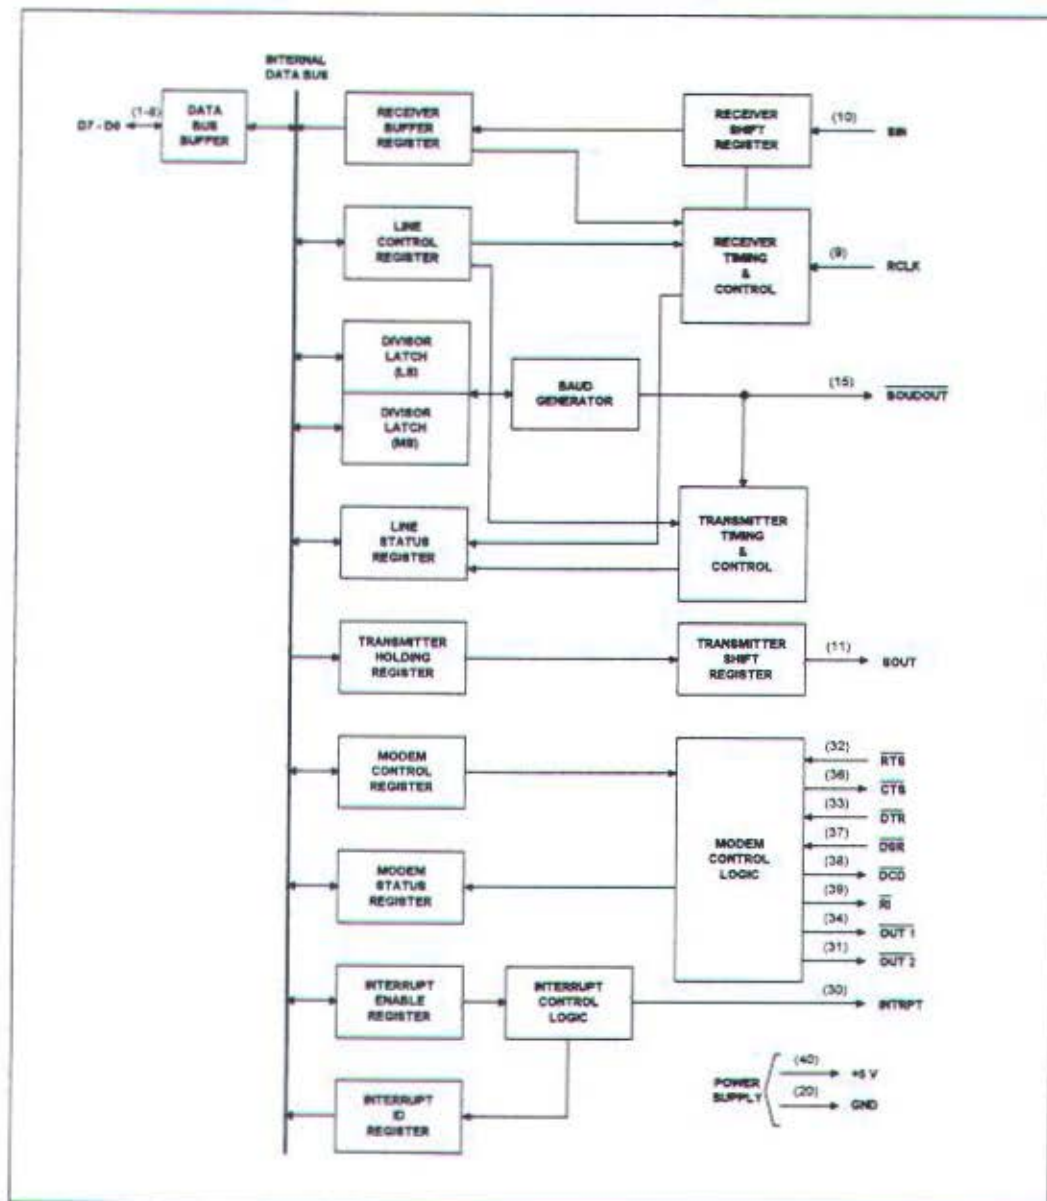 INTERNAL
DATA BUS
D7 - D0
(1-8)
DATA
BUS
BUFFER
RECEIVER
BUFFER
REGISTER
RECEIVER
SHIFT
REGISTER
(10)
SIN
LINE
CONTROL
REGISTER
RECEIVER
TIMING
&
CONTROL
(9)
RCLK
DIVISOR
LATCH
(LS)
DIVISOR
LATCH
(MS)
BAUD
GENERATOR
(15)
BOUDOUT
LINE
STATUS
REGISTER
TRANSMITTER
TIMING
&
CONTROL
TRANSMITTER
HOLDING
REGISTER
TRANSMITTER
SHIFT
REGISTER
(11)
SOUT
MODEM
CONTROL
REGISTER
MODEM
STATUS
REGISTER
MODEM
CONTROL
LOGIC
(32)
RTS
(36)
CTS
(33)
DTR
(37)
DSR
(38)
DCD
(39)
RI
(34)
OUT 1
(31)
OUT 2
INTERRUPT
ENABLE
REGISTER
INTERRUPT
CONTROL
LOGIC
(30)
INTRPT
INTERRUPT
ID
REGISTER
POWER
SUPPLY
(40)
+5 V
(20)
GND